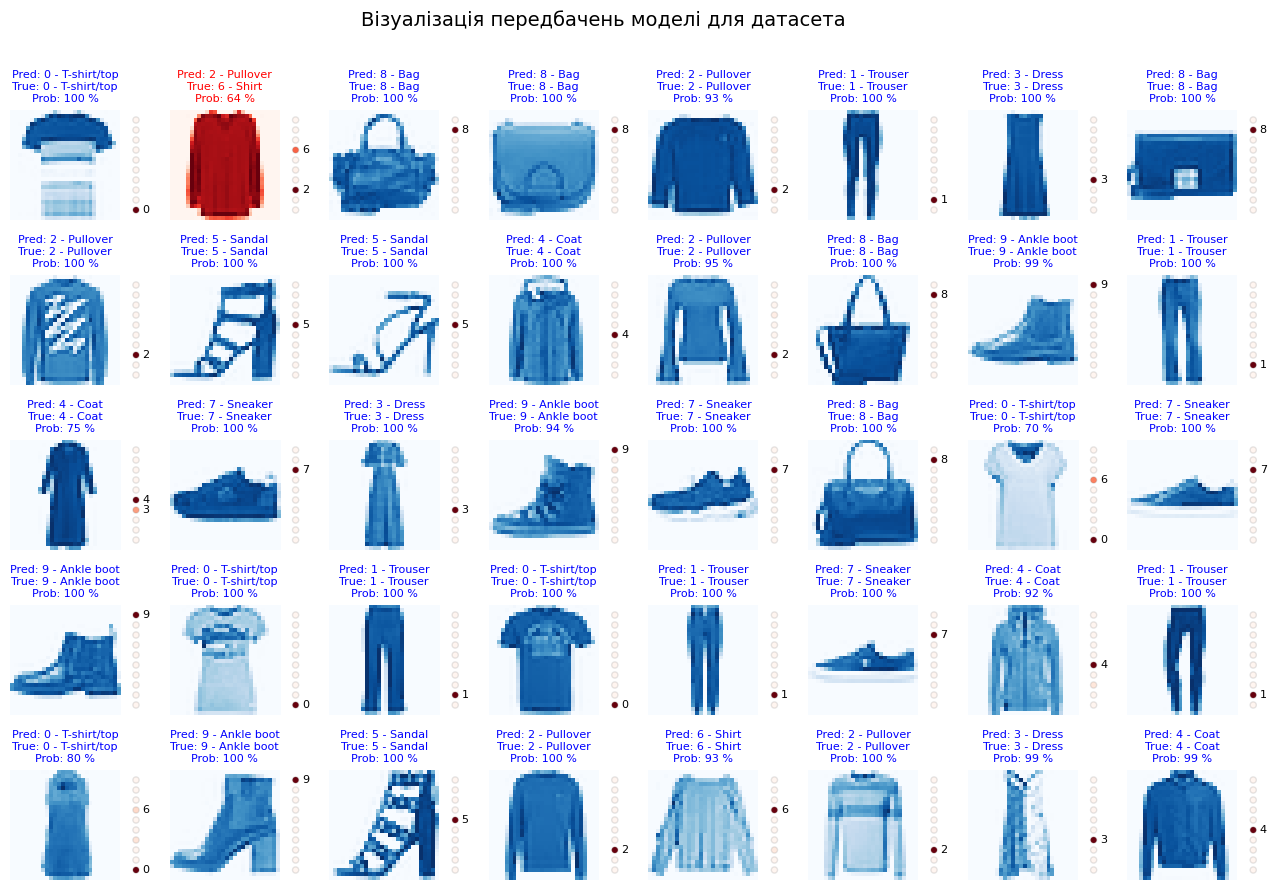 Візуалізація передбачень моделі для датасета
Pred: 0 - T-shirt/top
True: 0 - T-shirt/top
Prob: 100 %
0
Pred: 2 - Pullover
True: 6 - Shirt
Prob: 64 %
6
2
Pred: 8 - Bag
True: 8 - Bag
Prob: 100 %
8
Pred: 8 - Bag
True: 8 - Bag
Prob: 100 %
8
Pred: 2 - Pullover
True: 2 - Pullover
Prob: 93 %
2
Pred: 1 - Trouser
True: 1 - Trouser
Prob: 100 %
1
Pred: 3 - Dress
True: 3 - Dress
Prob: 100 %
3
Pred: 8 - Bag
True: 8 - Bag
Prob: 100 %
8
Pred: 2 - Pullover
True: 2 - Pullover
Prob: 100 %
2
Pred: 5 - Sandal
True: 5 - Sandal
Prob: 100 %
5
Pred: 5 - Sandal
True: 5 - Sandal
Prob: 100 %
5
Pred: 4 - Coat
True: 4 - Coat
Prob: 100 %
4
Pred: 2 - Pullover
True: 2 - Pullover
Prob: 95 %
2
Pred: 8 - Bag
True: 8 - Bag
Prob: 100 %
8
Pred: 9 - Ankle boot
True: 9 - Ankle boot
Prob: 99 %
9
Pred: 1 - Trouser
True: 1 - Trouser
Prob: 100 %
1
Pred: 4 - Coat
True: 4 - Coat
Prob: 75 %
4
3
Pred: 7 - Sneaker
True: 7 - Sneaker
Prob: 100 %
7
Pred: 3 - Dress
True: 3 - Dress
Prob: 100 %
3
Pred: 9 - Ankle boot
True: 9 - Ankle boot
Prob: 94 %
9
Pred: 7 - Sneaker
True: 7 - Sneaker
Prob: 100 %
7
Pred: 8 - Bag
True: 8 - Bag
Prob: 100 %
8
Pred: 0 - T-shirt/top
True: 0 - T-shirt/top
Prob: 70 %
6
0
Pred: 7 - Sneaker
True: 7 - Sneaker
Prob: 100 %
7
Pred: 9 - Ankle boot
True: 9 - Ankle boot
Prob: 100 %
9
Pred: 0 - T-shirt/top
True: 0 - T-shirt/top
Prob: 100 %
0
Pred: 1 - Trouser
True: 1 - Trouser
Prob: 100 %
1
Pred: 0 - T-shirt/top
True: 0 - T-shirt/top
Prob: 100 %
0
Pred: 1 - Trouser
True: 1 - Trouser
Prob: 100 %
1
Pred: 7 - Sneaker
True: 7 - Sneaker
Prob: 100 %
7
Pred: 4 - Coat
True: 4 - Coat
Prob: 92 %
4
Pred: 1 - Trouser
True: 1 - Trouser
Prob: 100 %
1
Pred: 0 - T-shirt/top
True: 0 - T-shirt/top
Prob: 80 %
6
0
Pred: 9 - Ankle boot
True: 9 - Ankle boot
Prob: 100 %
9
Pred: 5 - Sandal
True: 5 - Sandal
Prob: 100 %
5
Pred: 2 - Pullover
True: 2 - Pullover
Prob: 100 %
2
Pred: 6 - Shirt
True: 6 - Shirt
Prob: 93 %
6
Pred: 2 - Pullover
True: 2 - Pullover
Prob: 100 %
2
Pred: 3 - Dress
True: 3 - Dress
Prob: 99 %
3
Pred: 4 - Coat
True: 4 - Coat
Prob: 99 %
4